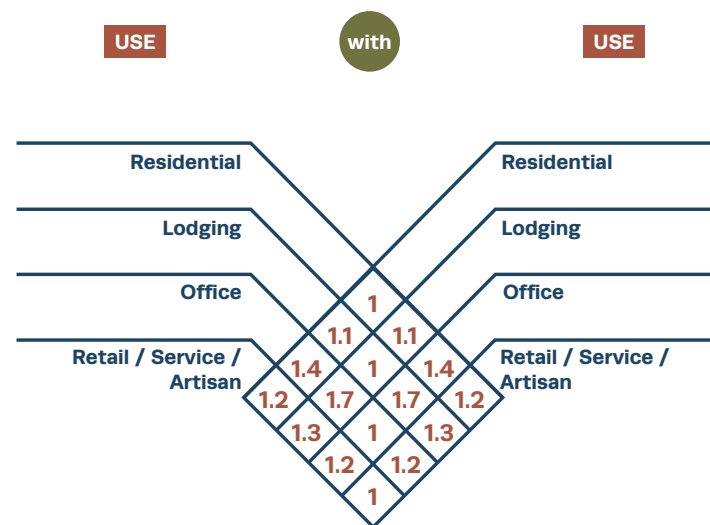 USE with USE
Residential Residential
Lodging Lodging
Office Office
1
1.1 1.1
Retail / Service / Retail / Service /
1.4 1 1.4
Artisan Artisan
1.2 1.7 1.7 1.2
1.3 1 1.3
1.2 1.2
1